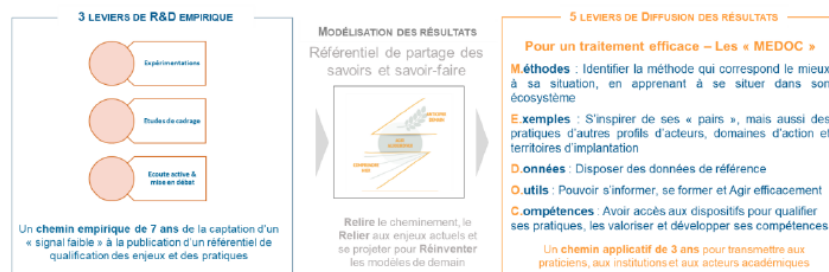 3 LEVIERS DE R&D EMPIRIQUE
Expérimentations
Etudes de cadrage
Ecoute active &
mise en débat
Un chemin empirique de 7 ans de la captation d'un
« signal faible » à la publication d'un référentiel de
qualification des enjeux et des pratiques
MODÉLISATION DES RÉSULTATS
Référentiel de partage des
savoirs et savoir-faire
Relire le cheminement, le
Relier aux enjeux actuels et
se projeter pour Réinventer
les modèles de demain
5 LEVIERS DE DIFFUSION DES RÉSULTATS
Pour un traitement efficace – Les « MEDOC »
M.éthodes : Identifier la méthode qui correspond le mieux
à sa situation, en apprenant à se situer dans son
écosystème
E.xemples : S'inspirer de ses « pairs », mais aussi des
pratiques d'autres profils d'acteurs, domaines d'action et
territoires d'implantation
D.onnées : Disposer des données de référence
O.utils : Pouvoir s'informer, se former et Agir efficacement
C.ompétences : Avoir accès aux dispositifs pour qualifier
ses pratiques, les valoriser et développer ses compétences
Un chemin applicatif de 3 ans pour transmettre aux
praticiens, aux institutions et aux acteurs académiques